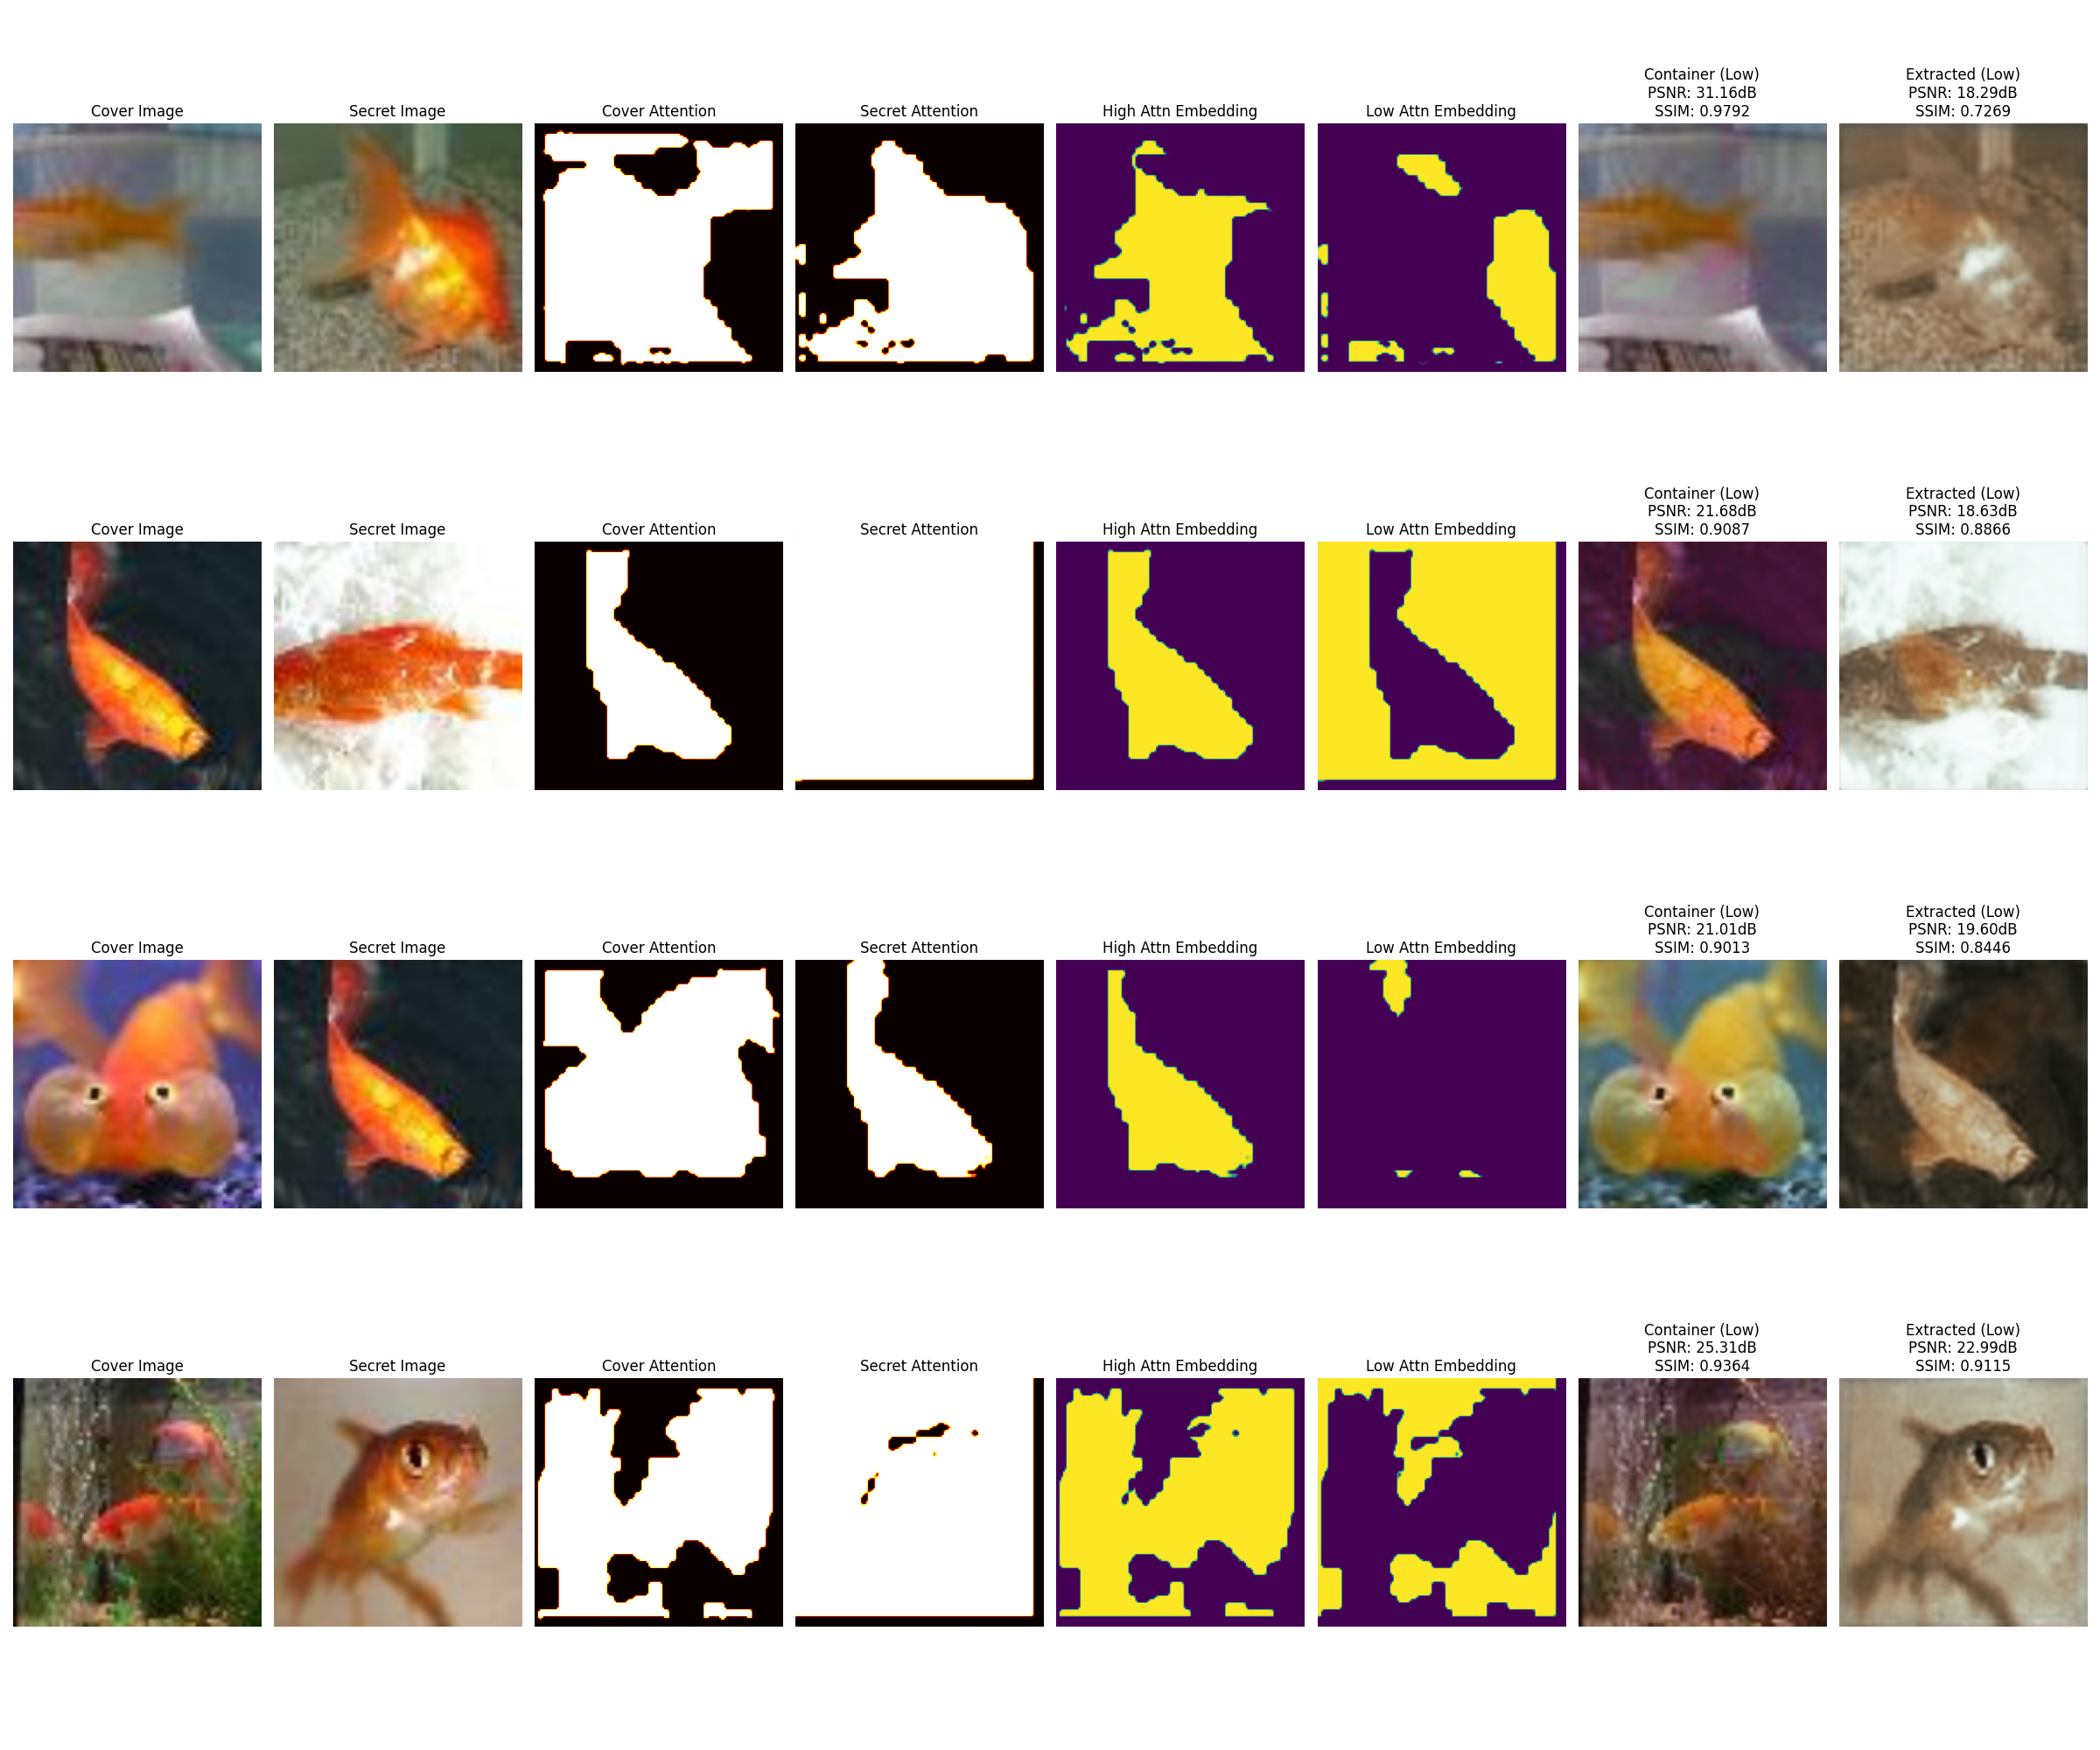 Cover Image
Secret Image
Cover Attention
Secret Attention
High Attn Embedding
Low Attn Embedding
Container (Low)
PSNR: 31.16dB
SSIM: 0.9792
Extracted (Low)
PSNR: 18.29dB
SSIM: 0.7269
Cover Image
Secret Image
Cover Attention
Secret Attention
High Attn Embedding
Low Attn Embedding
Container (Low)
PSNR: 21.68dB
SSIM: 0.9087
Extracted (Low)
PSNR: 18.63dB
SSIM: 0.8866
Cover Image
Secret Image
Cover Attention
Secret Attention
High Attn Embedding
Low Attn Embedding
Container (Low)
PSNR: 21.01dB
SSIM: 0.9013
Extracted (Low)
PSNR: 19.60dB
SSIM: 0.8446
Cover Image
Secret Image
Cover Attention
Secret Attention
High Attn Embedding
Low Attn Embedding
Container (Low)
PSNR: 25.31dB
SSIM: 0.9364
Extracted (Low)
PSNR: 22.99dB
SSIM: 0.9115